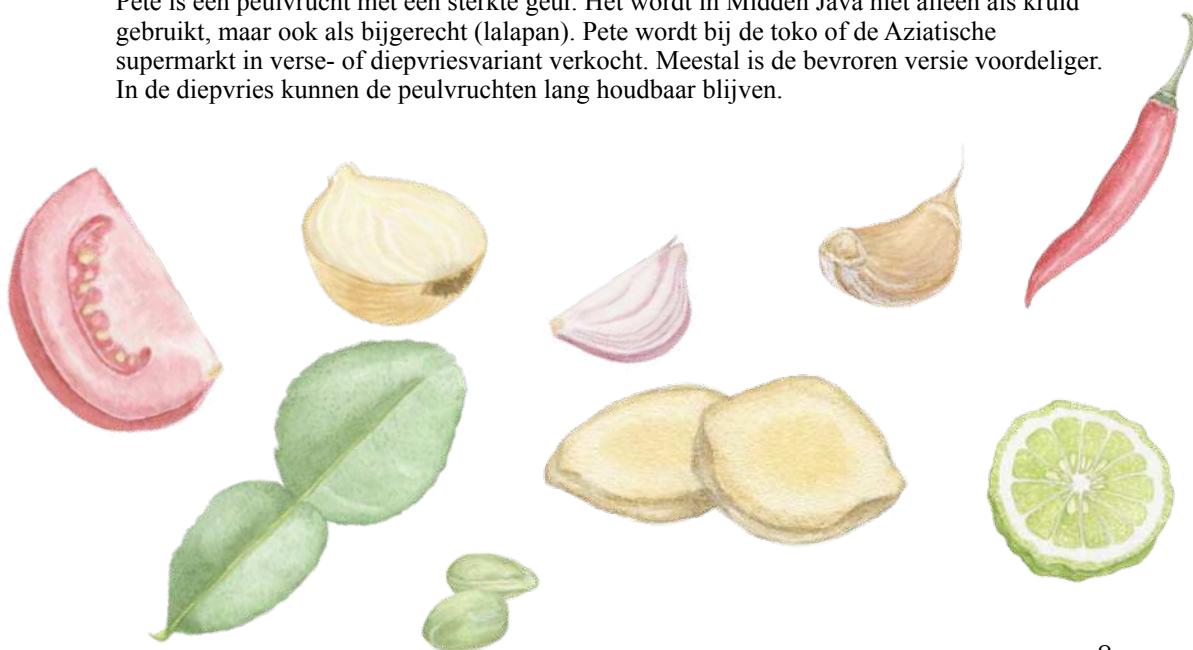 Pete is een peulvrucht met een sterkte geur. Het wordt in Midden Java niet alleen als kruid
gebruikt, maar ook als bijgerecht (lalapan). Pete wordt bij de toko of de Aziatische
supermarkt in verse- of diepvriesvariant verkocht. Meestal is de bevroren versie voordeliger.
In de diepvries kunnen de peulvruchten lang houdbaar blijven.